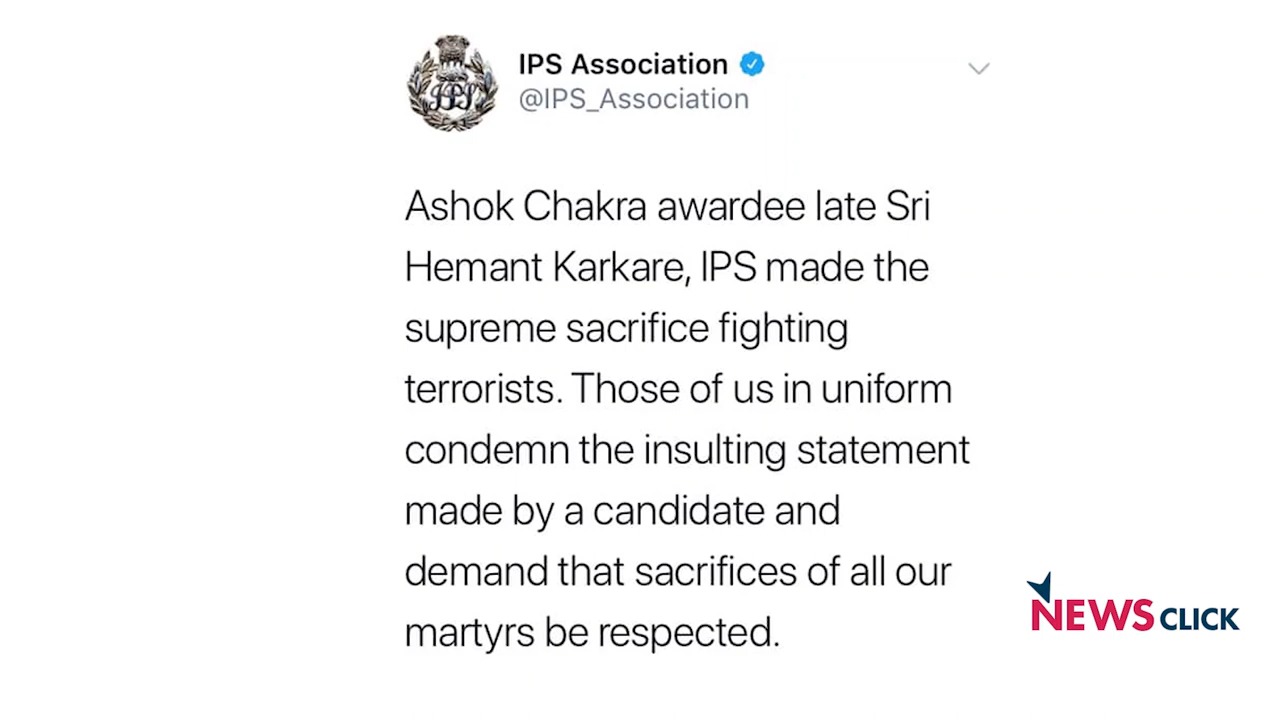 IPS Association
@IPS_Association
Ashok Chakra awardee late Sri
Hemant Karkare, IPS made the
supreme sacrifice fighting
terrorists. Those of us in uniform
condemn the insulting statement
made by a candidate and
demand that sacrifices of all our
martyrs be respected.
NEWS CLICK